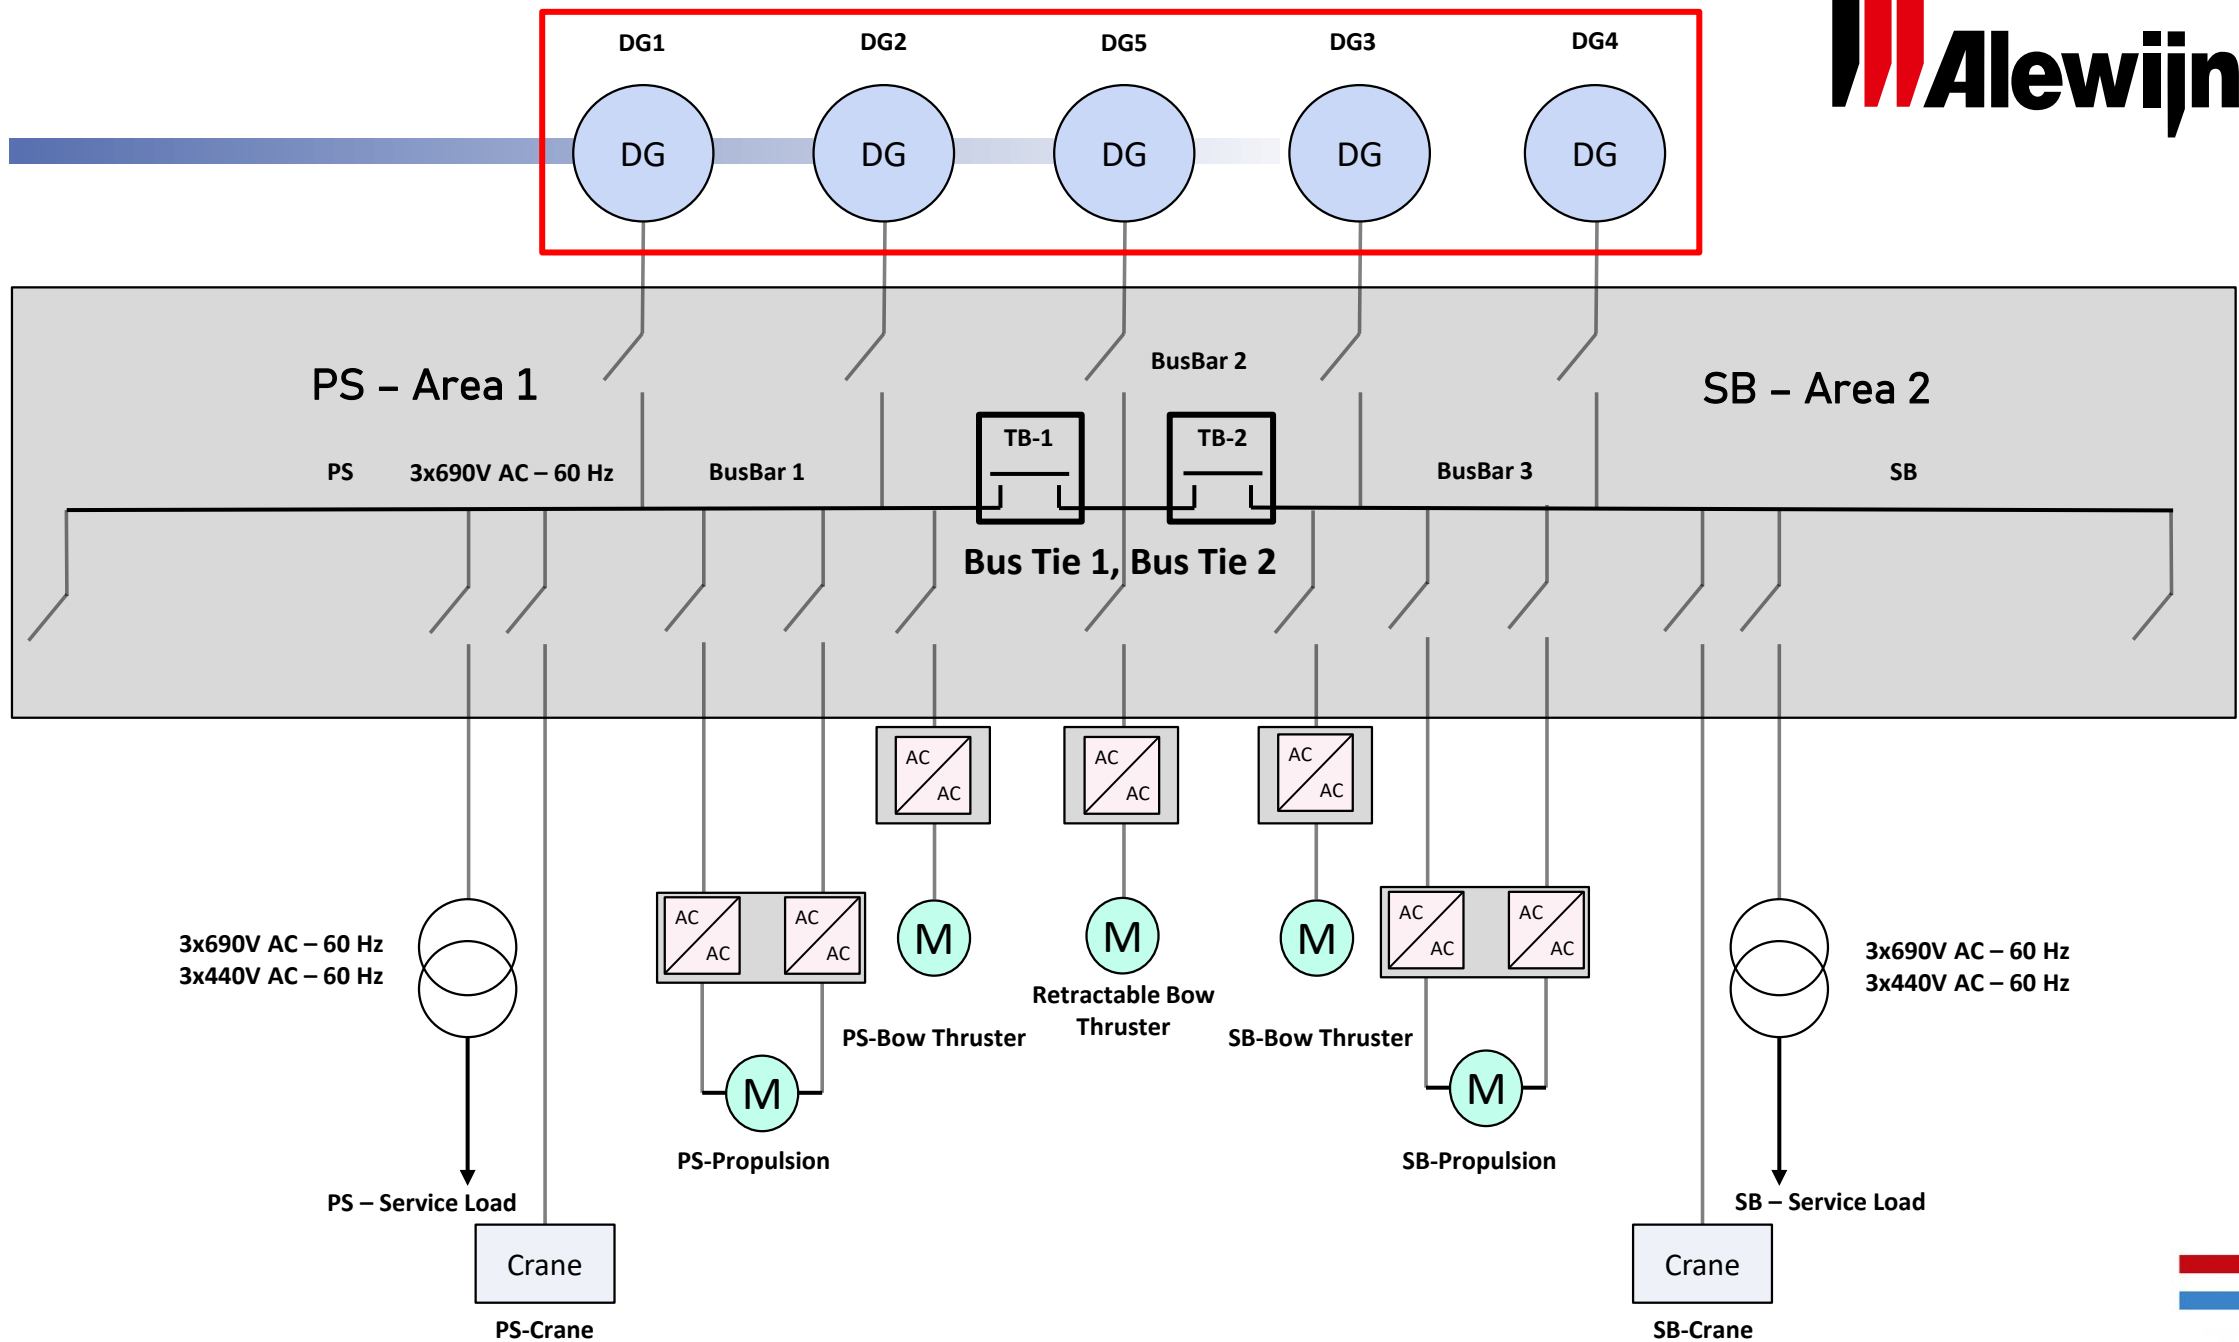 DG1
DG2
DG5
DG3
DG4
Alewijn
DG
DG
DG
DG
DG
BusBar 2
PS – Area 1
SB – Area 2
TB-1
TB-2
PS
3x690V AC – 60 Hz
BusBar 1
BusBar 3
SB
Bus Tie 1, Bus Tie 2
AC
AC
AC
AC
AC
AC
AC
AC
AC
AC
AC
AC
AC
AC
M
M
M
3x690V AC – 60 Hz
3x440V AC – 60 Hz
3x690V AC – 60 Hz
3x440V AC – 60 Hz
Retractable Bow
Thruster
PS-Bow Thruster
SB-Bow Thruster
M
M
PS-Propulsion
SB-Propulsion
PS – Service Load
SB – Service Load
Crane
Crane
PS-Crane
SB-Crane